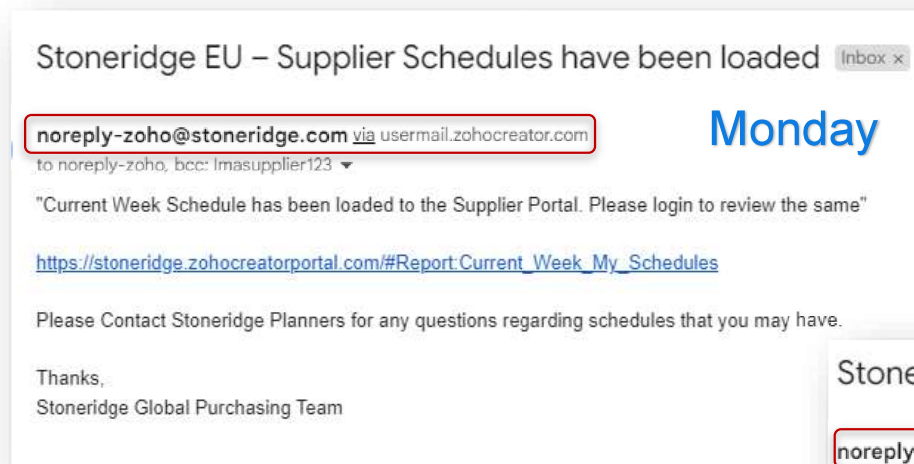 Stoneridge EU – Supplier Schedules have been loaded Inbox ×
noreply-zoho@stoneridge.com via usermail.zohocreator.com
Monday
to noreply-zoho, bcc: Imasupplier123
"Current Week Schedule has been loaded to the Supplier Portal. Please login to review the same"
https://stoneridge.zohocreatorportal.com/#Report:Current_Week_My_Schedules
Please Contact Stoneridge Planners for any questions regarding schedules that you may have.
Thanks,
Stoneridge Global Purchasing Team
Stone
noreply